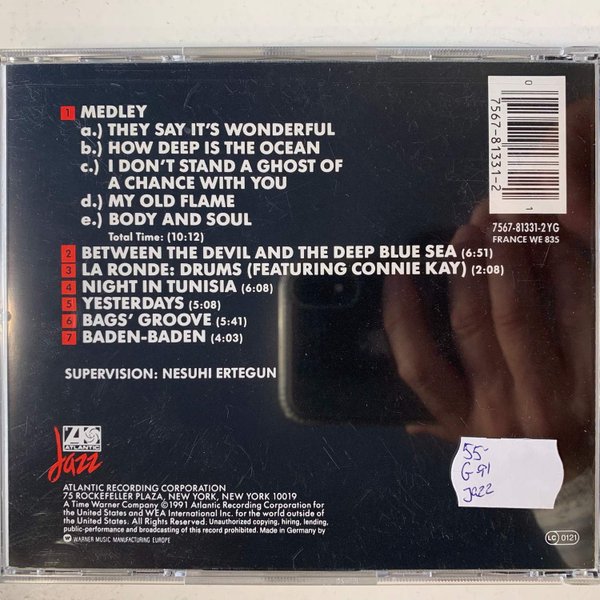 1 MEDLEY
a.) THEY SAY IT'S WONDERFUL
b.) HOW DEEP IS THE OCEAN
c.) I DON'T STAND A GHOST OF
A CHANCE WITH YOU
d.) MY OLD FLAME
e.) BODY AND SOUL
Total Time: (10:12)
2 BETWEEN THE DEVIL AND THE DEEP BLUE SEA (6:51)
3 LA RONDE: DRUMS (FEATURING CONNIE KAY) (2:08)
4 NIGHT IN TUNISIA (6:08)
5 YESTERDAYS (5:08)
6 BAGS' GROOVE (5:41)
7 BADEN-BADEN (4:03)
SUPERVISION: NESUHI ERTEGUN
0
7567-81331-2
1
7567-81331-2 YG
FRANCE WE 835
ATLANTIC
Jazz
55-
G 91
Jazz
ATLANTIC RECORDING CORPORATION
75 ROCKEFELLER PLAZA, NEW YORK, NEW YORK 10019
A Time Warner Company ©1991 Atlantic Recording Corporation for
the United States and WEA International Inc. for the world outside of
the United States. All Rights Reserved. Unauthorized copying, hiring, lending,
public-performance and broadcasting of this record prohibited. Made in Germany by
WARNER MUSIC MANUFACTURING EUROPE
LC 0121